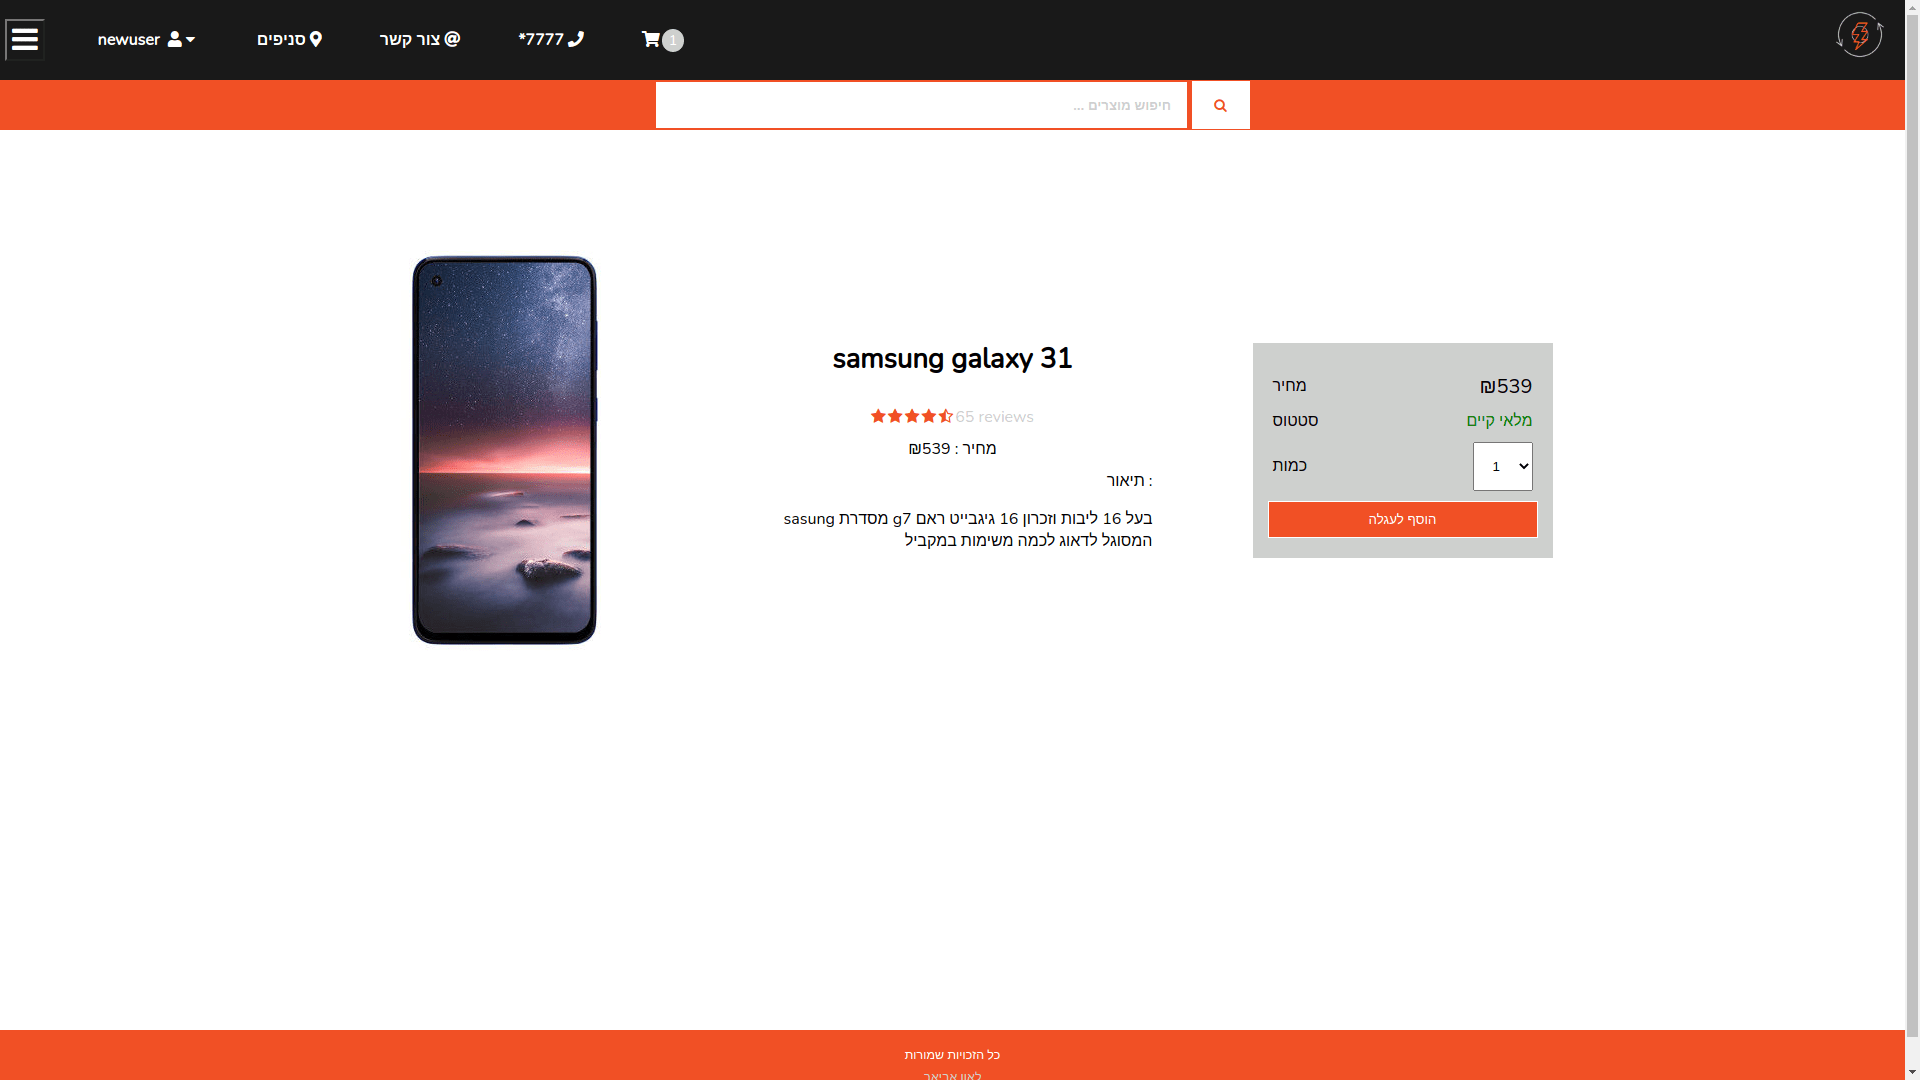 newuser
סניפים
צור קשר @
*7777
1
חיפוש מוצרים ...
samsung galaxy 31
65 reviews
מחיר : 539₪
: תיאור
בעל 16 ליבות וזכרון 16 גיגבייט ראם g7 מסדרת sasung
המסוגל לדאוג לכמה משימות במקביל
מחיר
₪539
סטטוס
מלאי קיים
כמות
1
הוסף לעגלה
כל הזכויות שמורות
לאון אריאב